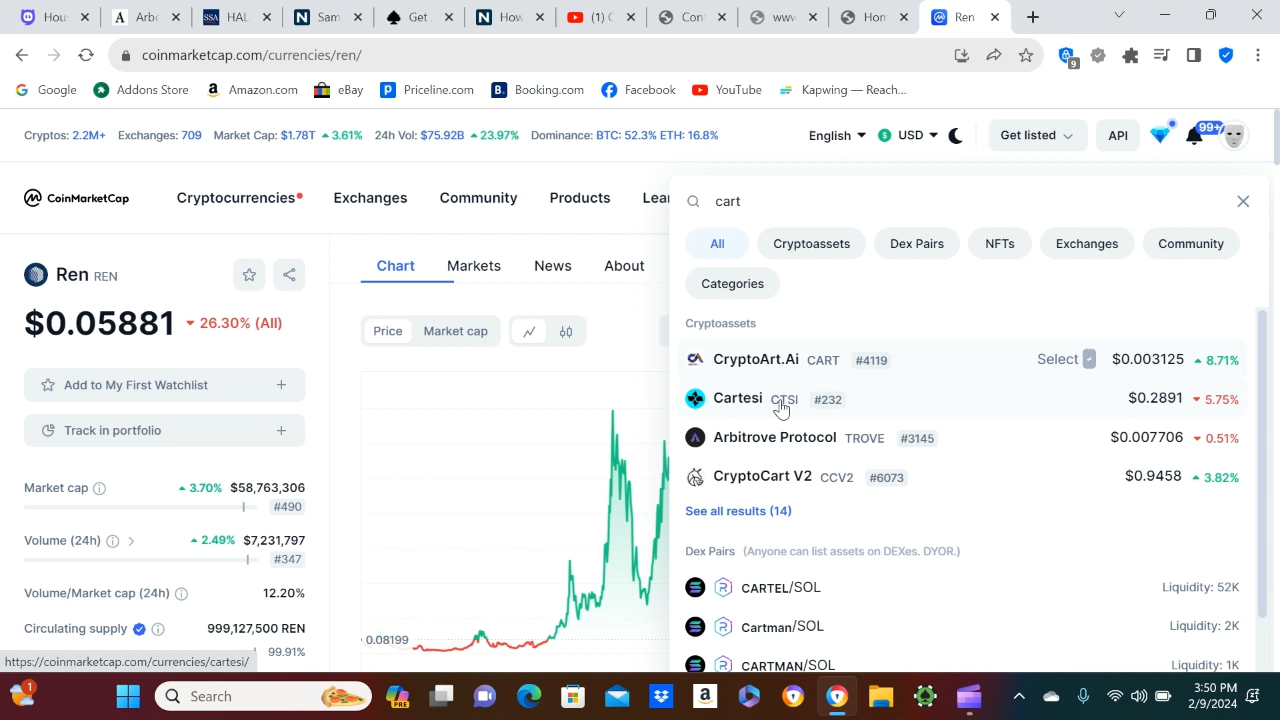 Hou
Arbo
SSA HAL
N Sam
Get
N How
(1) C
Cont
www
Hom
Ren
coinmarketcap.com/currencies/ren/
9
Google Addons Store Amazon.com eBay Priceline.com Booking.com Facebook YouTube Kapwing — Reach...
Cryptos: 2.2M+ Exchanges: 709 Market Cap: $1.78T 3.61% 24h Vol: $75.92B 23.97% Dominance: BTC: 52.3% ETH: 16.8%
English USD Get listed API 99+
CoinMarketCap Cryptocurrencies Exchanges Community Products Lear
cart
All Cryptoassets Dex Pairs NFTs Exchanges Community
Categories
Ren REN
$0.05881 26.30% (All)
Add to My First Watchlist +
Track in portfolio +
Market cap 3.70% $58,763,306
#490
Volume (24h) 2.49% $7,231,797
#347
Volume/Market cap (24h) 12.20%
Circulating supply 999,127,500 REN
99.91%
Chart Markets News About
Price Market cap
0.08199
Cryptoassets
CryptoArt.Ai CART #4119 Select $0.003125 8.71%
Cartesi CTSI #232 $0.2891 5.75%
Arbitrove Protocol TROVE #3145 $0.007706 0.51%
CryptoCart V2 CCV2 #6073 $0.9458 3.82%
See all results (14)
Dex Pairs (Anyone can list assets on DEXes. DYOR.)
CARTEL/SOL Liquidity: 52K
Cartman/SOL Liquidity: 2K
CARTMAN/SOL Liquidity: 1K
https://coinmarketcap.com/currencies/cartesi/
1
Search
PRE
3:50 PM
2/9/2024